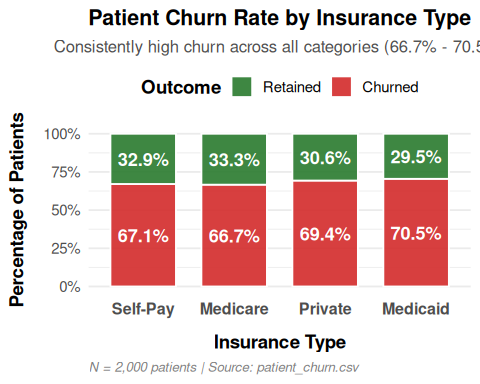 Patient Churn Rate by Insurance Type
Consistently high churn across all categories (66.7% - 70.5
Outcome Retained Churned
Percentage of Patients
100%
75%
50%
25%
0%
32.9% 33.3% 30.6% 29.5%
67.1% 66.7% 69.4% 70.5%
Self-Pay Medicare Private Medicaid
Insurance Type
N = 2,000 patients | Source: patient_churn.csv